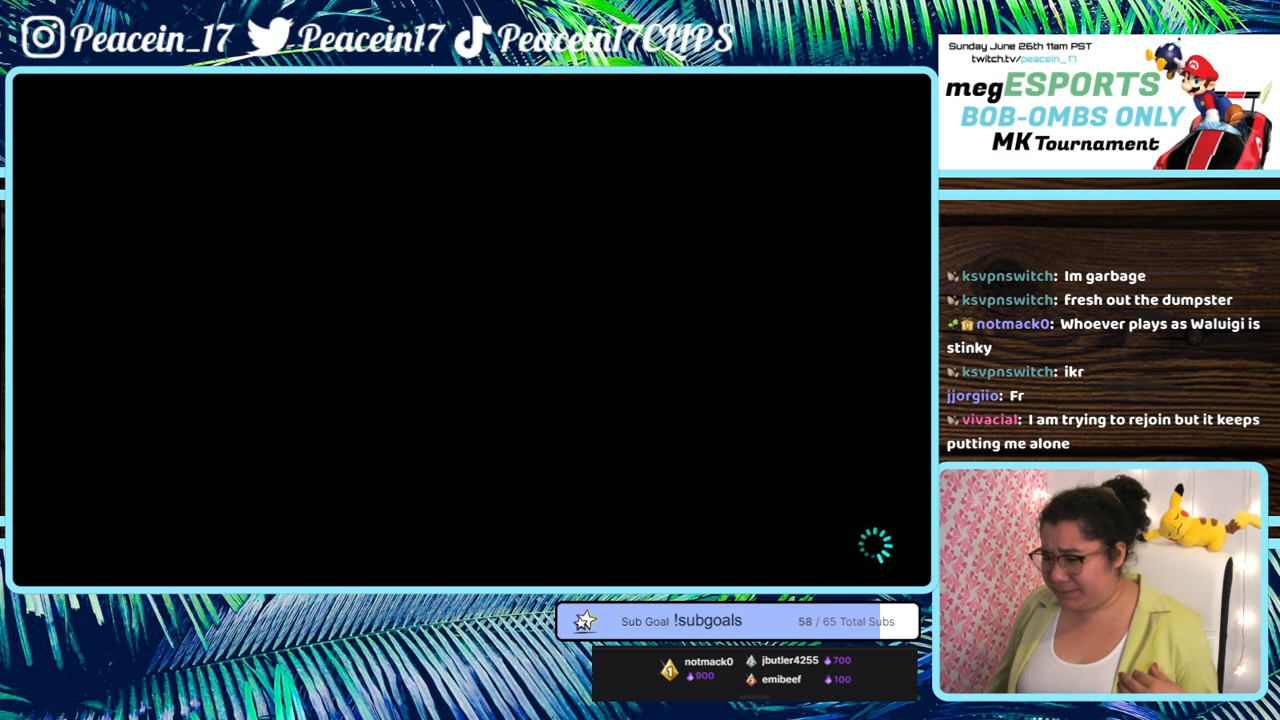 Peacein_17 Peacein17 Peacein17ClIPS
Sunday June 26th 11am PST
twitch.tv/peacein_17
megESPORTS
BOB-OMBS ONLY
MK Tournament
ksvpnswitch: Im garbage
ksvpnswitch: fresh out the dumpster
notmack0: Whoever plays as Waluigi is
stinky
ksvpnswitch: ikr
jjorgiio: Fr
vivacial: I am trying to rejoin but it keeps
putting me alone
Sub Goal !subgoals 58 / 65 Total Subs
1 notmack0 900
2 jbutler4255 700
3 emibeef 100